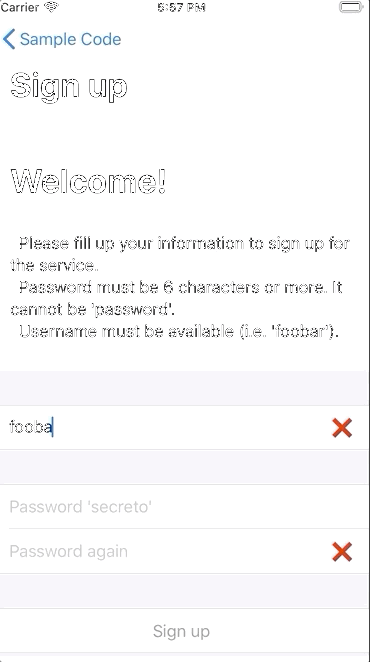 Carrier 5:57 PM
Sample Code
Sign up
Welcome!
Please fill up your information to sign up for
the service.
Password must be 6 characters or more. It
cannot be 'password'.
Username must be available (i.e. 'foobar').
fooba
Password 'secreto'
Password again
Sign up